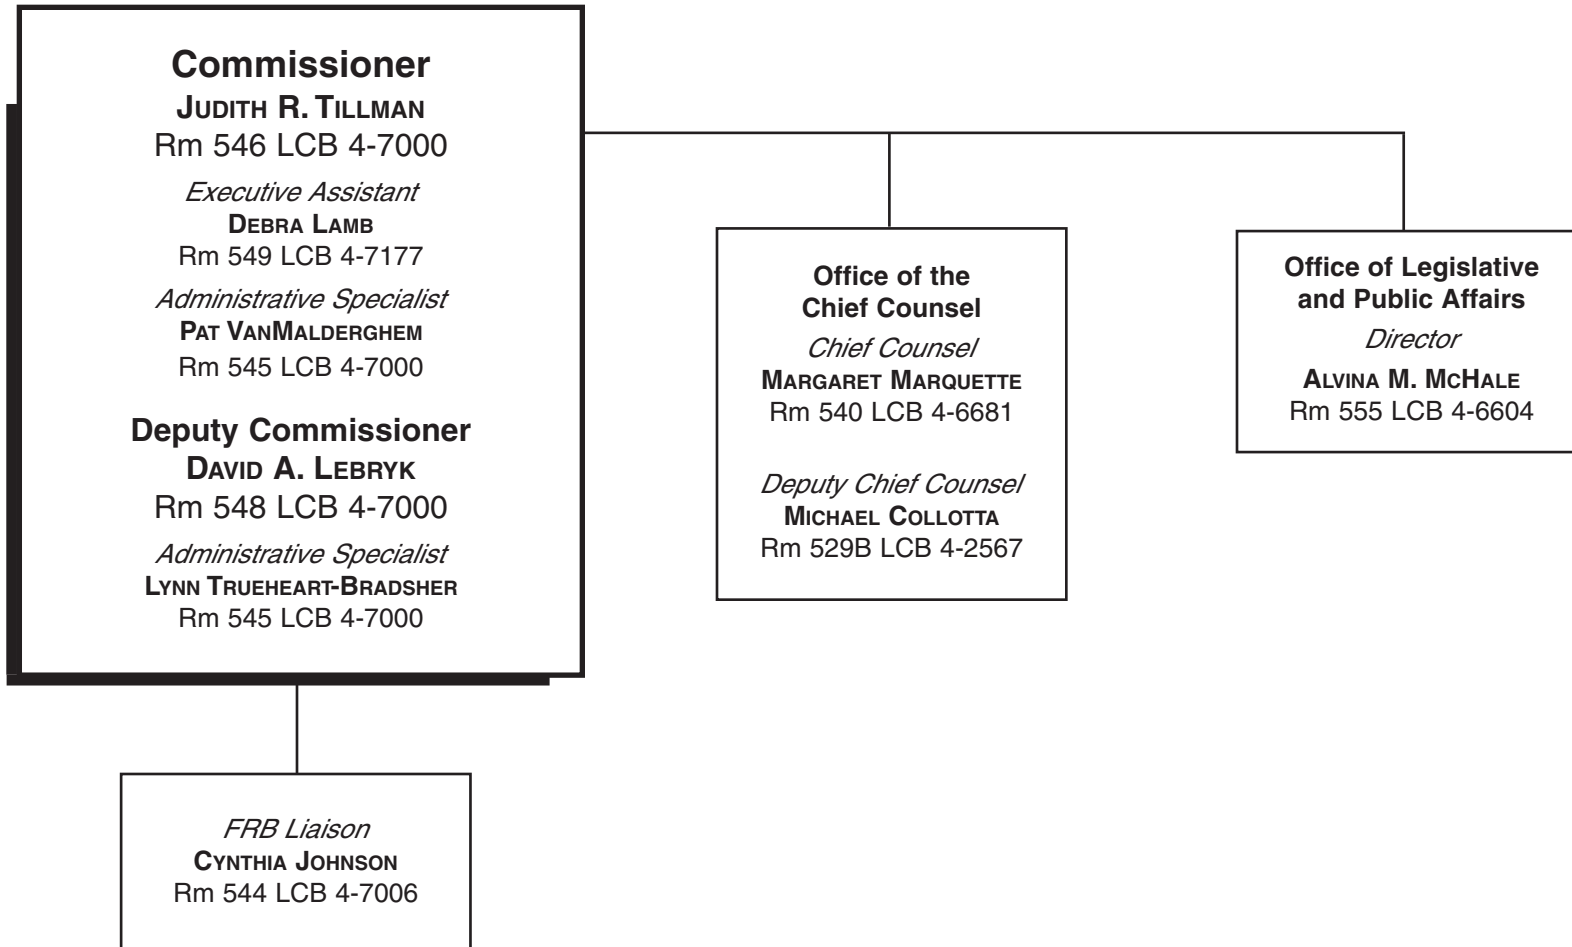 Commissioner
JUDITH R. TILLMAN
Rm 546 LCB 4-7000
Executive Assistant
DEBRA LAMB
Rm 549 LCB 4-7177
Administrative Specialist
PAT VANMALDERGHEM
Rm 545 LCB 4-7000
Deputy Commissioner
DAVID A. LEBRYK
Rm 548 LCB 4-7000
Administrative Specialist
LYNN TRUEHEART-BRADSHER
Rm 545 LCB 4-7000
Office of the
Chief Counsel
Chief Counsel
MARGARET MARQUETTE
Rm 540 LCB 4-6681
Deputy Chief Counsel
MICHAEL COLLOTTA
Rm 529B LCB 4-2567
Office of Legislative
and Public Affairs
Director
ALVINA M. MCHALE
Rm 555 LCB 4-6604
FRB Liaison
CYNTHIA JOHNSON
Rm 544 LCB 4-7006